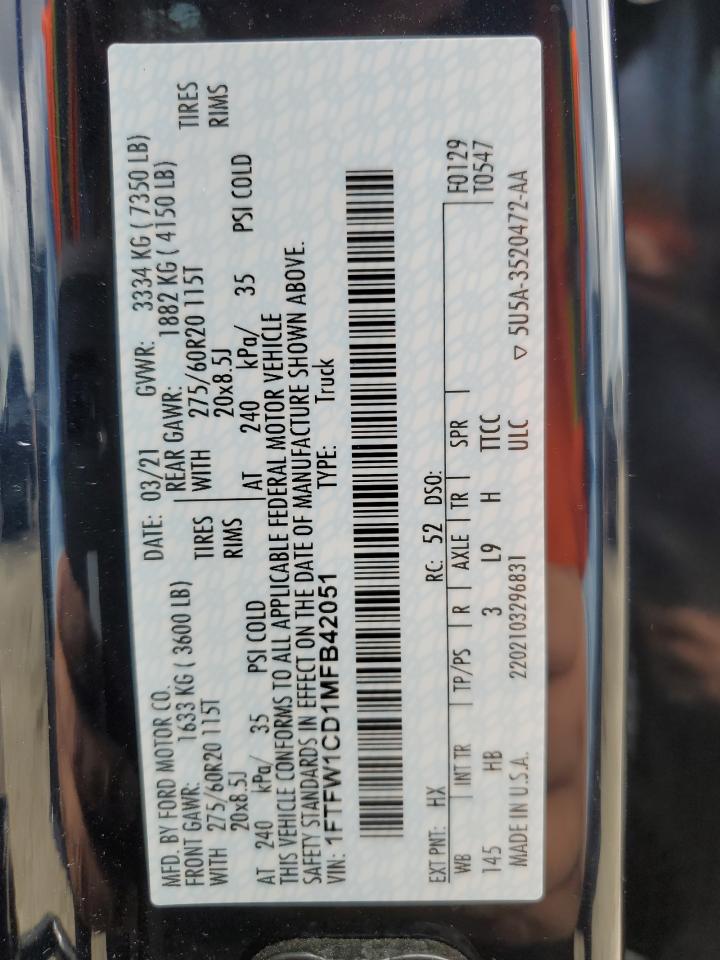 MFD. BY FORD MOTOR CO. DATE: 03/21 GVWR: 3334 KG ( 7350 LB)
FRONT GAWR: 1633 KG ( 3600 LB) REAR GAWR: 1882 KG ( 4150 LB)
WITH 275/60R20 115T TIRES WITH 275/60R20 115T TIRES
20x8.5J RIMS 20x8.5J RIMS
AT 240 kPa/ 35 PSI COLD AT 240 kPa/ 35 PSI COLD
THIS VEHICLE CONFORMS TO ALL APPLICABLE FEDERAL MOTOR VEHICLE
SAFETY STANDARDS IN EFFECT ON THE DATE OF MANUFACTURE SHOWN ABOVE.
VIN: 1FTFW1CD1MFB42051 TYPE: Truck
EXT PNT: HX RC: 52 DSO: F0129
WB INT TR TP/PS R AXLE TR SPR T0547
145 HB 3 L9 H TTCC
MADE IN U.S.A. 2202103296831 ULC ▽ 5U5A-3520472-AA